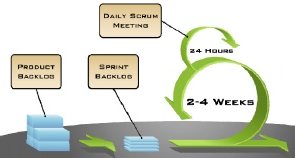 Daily Scrum
Meeting
24 Hours
Product
Backlog
Sprint
Backlog
2-4 Weeks